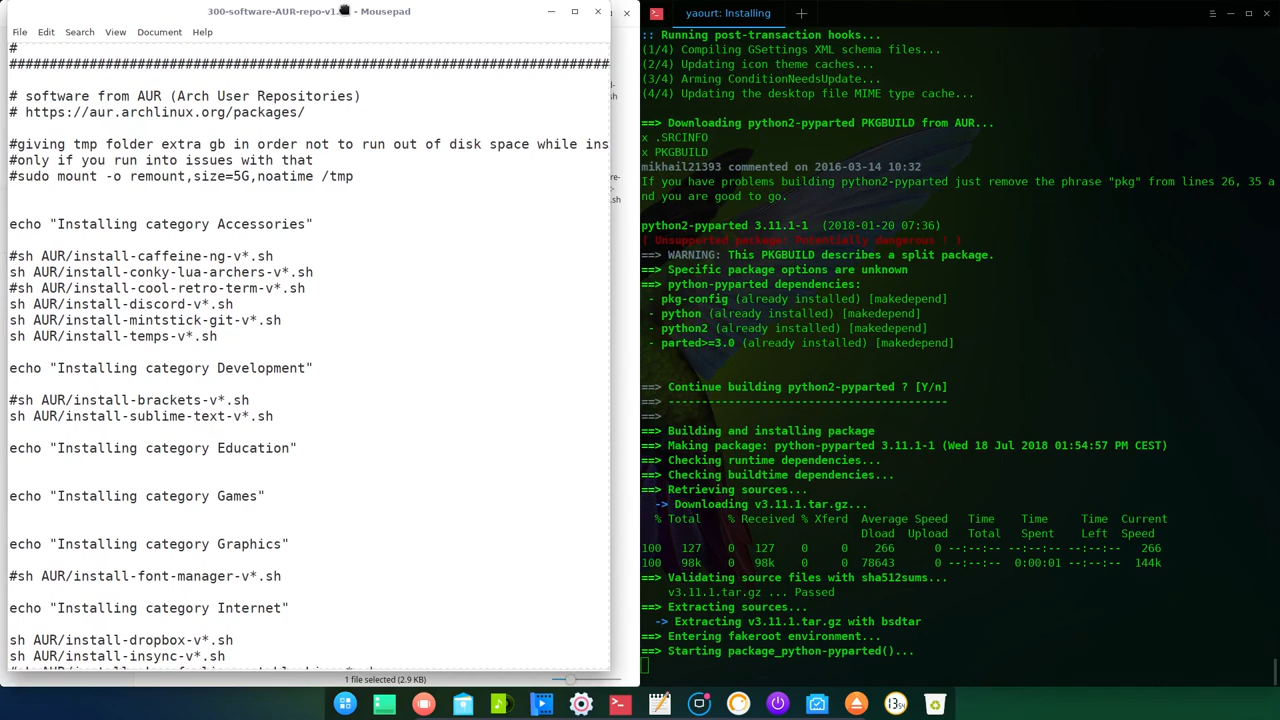 300-software-AUR-repo-v1. - Mousepad
File Edit Search View Document Help
#
################################################################################
# software from AUR (Arch User Repositories)
# https://aur.archlinux.org/packages/
#giving tmp folder extra gb in order not to run out of disk space while ins
#only if you run into issues with that
#sudo mount -o remount,size=5G,noatime /tmp
echo "Installing category Accessories"
#sh AUR/install-caffeine-ng-v*.sh
sh AUR/install-conky-lua-archers-v*.sh
#sh AUR/install-cool-retro-term-v*.sh
sh AUR/install-discord-v*.sh
sh AUR/install-mintstick-git-v*.sh
sh AUR/install-temps-v*.sh
echo "Installing category Development"
#sh AUR/install-brackets-v*.sh
sh AUR/install-sublime-text-v*.sh
echo "Installing category Education"
echo "Installing category Games"
echo "Installing category Graphics"
#sh AUR/install-font-manager-v*.sh
echo "Installing category Internet"
sh AUR/install-dropbox-v*.sh
sh AUR/install-insync-v*.sh
1 file selected (2.9 KB)
yaourt: Installing
:: Running post-transaction hooks...
(1/4) Compiling GSettings XML schema files...
(2/4) Updating icon theme caches...
(3/4) Arming ConditionNeedsUpdate...
(4/4) Updating the desktop file MIME type cache...
==> Downloading python2-pyparted PKGBUILD from AUR...
x .SRCINFO
x PKGBUILD
mikhail21393 commented on 2016-03-14 10:32
If you have problems building python2-pyparted just remove the phrase "pkg" from lines 26, 35 a
nd you are good to go.
python2-pyparted 3.11.1-1 (2018-01-20 07:36)
( Unsupported package: Potentially dangerous ! )
==> WARNING: This PKGBUILD describes a split package.
==> Specific package options are unknown
==> python-pyparted dependencies:
- pkg-config (already installed) [makedepend]
- python (already installed) [makedepend]
- python2 (already installed) [makedepend]
- parted>=3.0 (already installed) [makedepend]
==> Continue building python2-pyparted ? [Y/n]
==> ------------------------------------------
==>
==> Building and installing package
==> Making package: python-pyparted 3.11.1-1 (Wed 18 Jul 2018 01:54:57 PM CEST)
==> Checking runtime dependencies...
==> Checking buildtime dependencies...
==> Retrieving sources...
-> Downloading v3.11.1.tar.gz...
% Total % Received % Xferd Average Speed Time Time Time Current
Dload Upload Total Spent Left Speed
100 127 0 127 0 0 266 0 --:--:-- --:--:-- --:--:-- 266
100 98k 0 98k 0 0 78643 0 --:--:-- 0:00:01 --:--:-- 144k
==> Validating source files with sha512sums...
v3.11.1.tar.gz ... Passed
==> Extracting sources...
-> Extracting v3.11.1.tar.gz with bsdtar
==> Entering fakeroot environment...
==> Starting package_python-pyparted()...